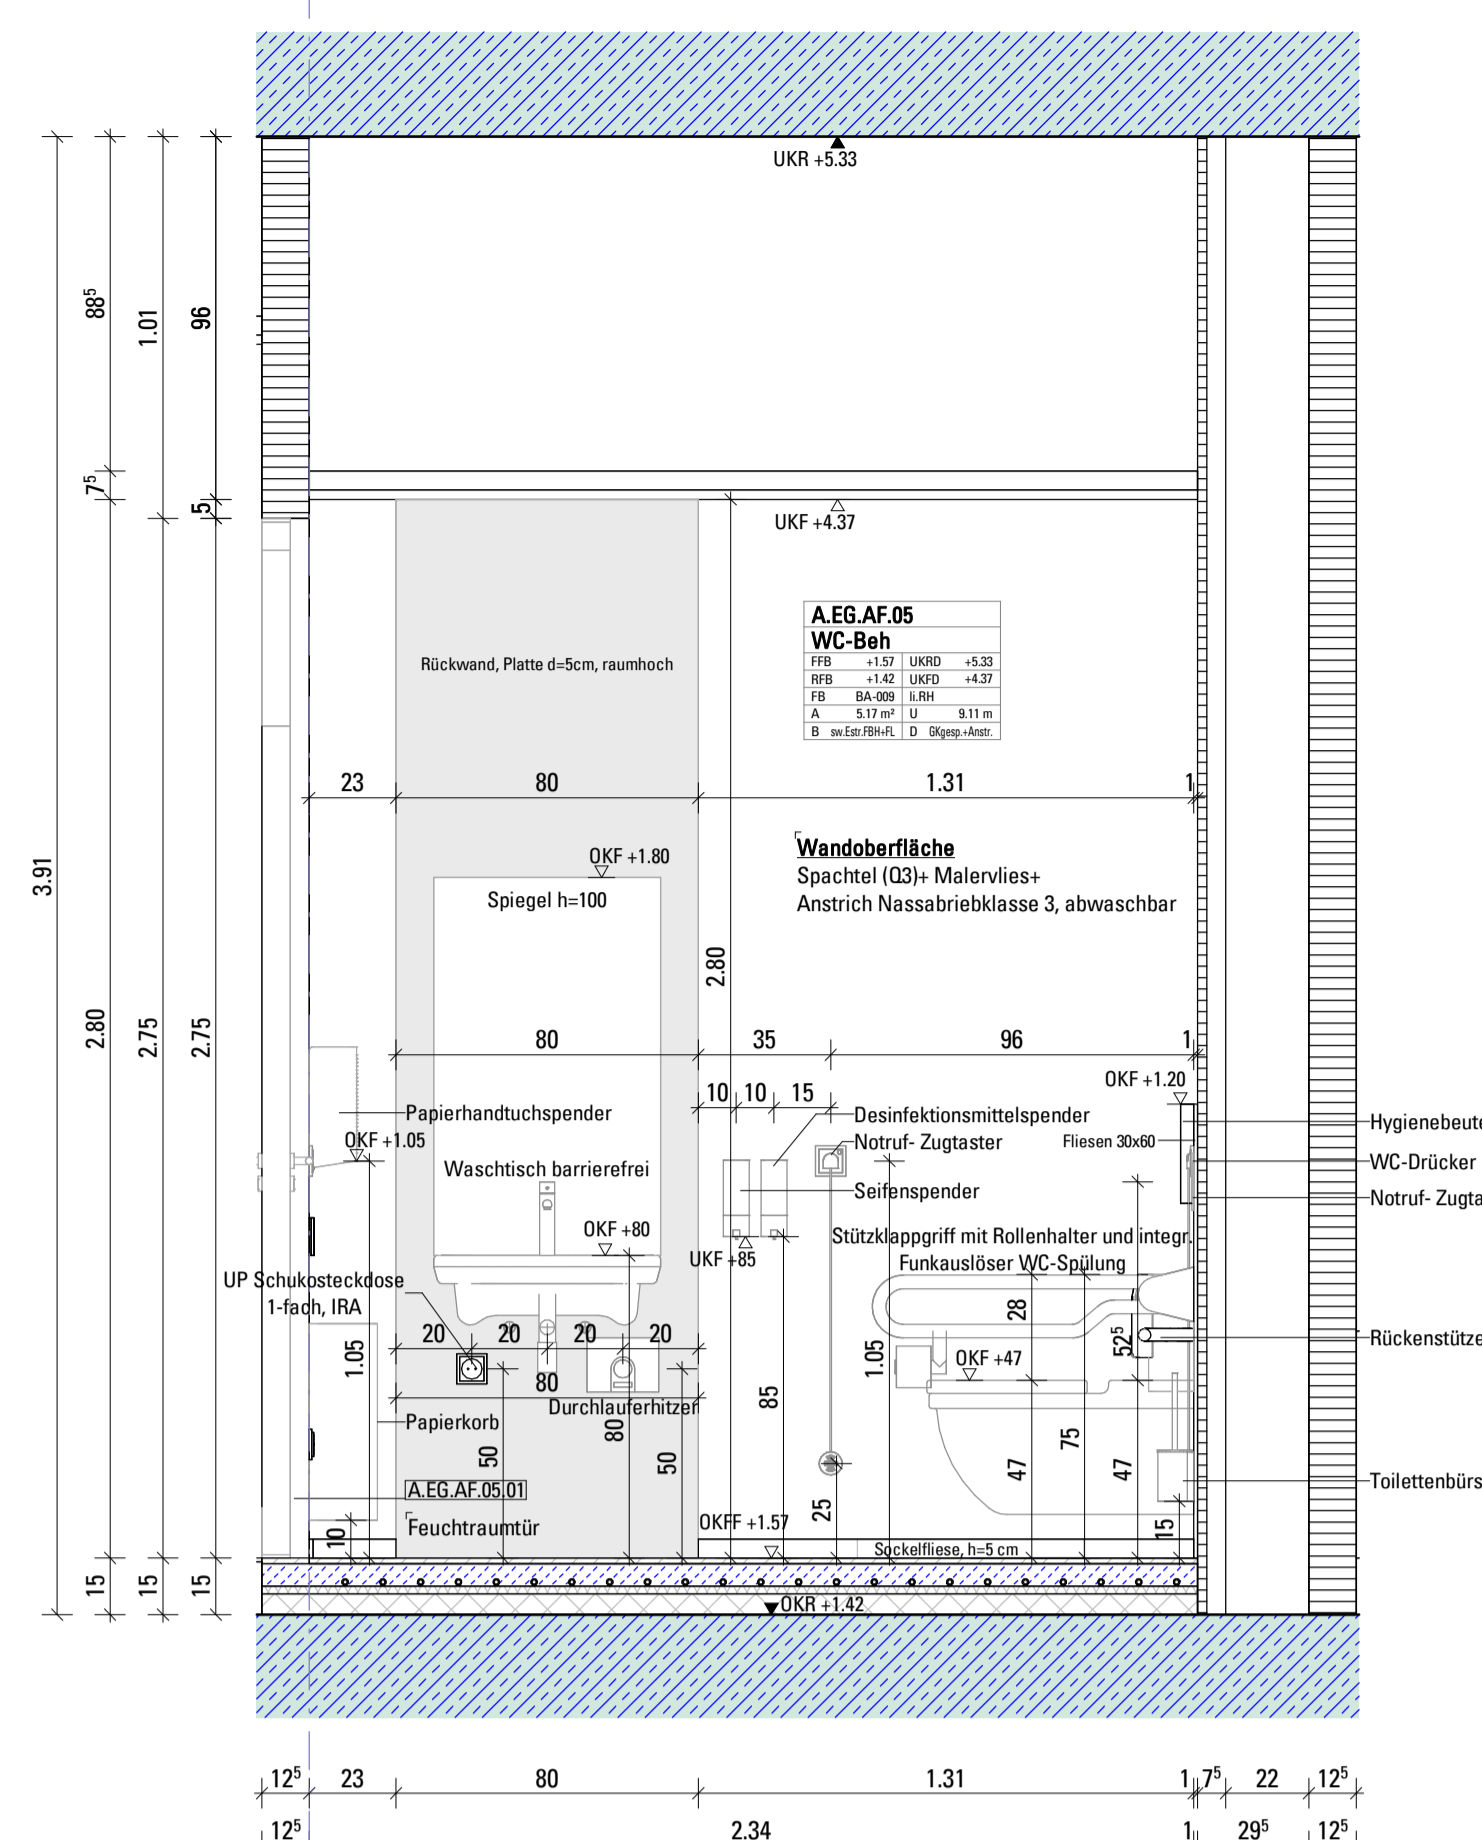 UKR +5.33
88⁵
1.01
96
7⁵
5
UKF +4.37
A.EG.AF.05
WC-Beh
FFB +1.57 UKRD +5.33
RFB +1.42 UKFD +4.37
FB BA-009 li.RH
A 5.17 m² U 9.11 m
B sw.Estr.FBH+FL D GKgesp.+Anstr.
Rückwand, Platte d=5cm, raumhoch
23 80 1.31 1
Wandoberfläche
Spachtel (Q3)+ Malervlies+
Anstrich Nassabriebklasse 3, abwaschbar
OKF +1.80
Spiegel h=100
3.91
2.80
2.75
2.75
2.80
80 35 96 1
OKF +1.20
10 10 15
Papierhandtuchspender
Desinfektionsmittelspender
Hygienebeute
OKF +1.05
Notruf- Zugtaster
Fliesen 30x60
WC-Drücker
Waschtisch barrierefrei
Seifenspender
Notruf- Zugta
OKF +80
UKF +85
Stützklappgriff mit Rollenhalter und integr.
Funkauslöser WC-Spülung
UP Schukosteckdose
1-fach, IRA
20 20 20 20
28
52⁵
Rückenstütze
1.05
1.05
OKF +47
80
Durchlauferhitzer
85
Papierkorb
50
80
50
47
75
47
A.EG.AF.05.01
Toilettenbürs
Feuchtraumtür
10
OKFF +1.57
25
15
Sockelfliese, h=5 cm
15
15
15
OKR +1.42
12⁵ 23 80 1.31 1 7⁵ 22 12⁵
12⁵ 2.34 1 29⁵ 12⁵